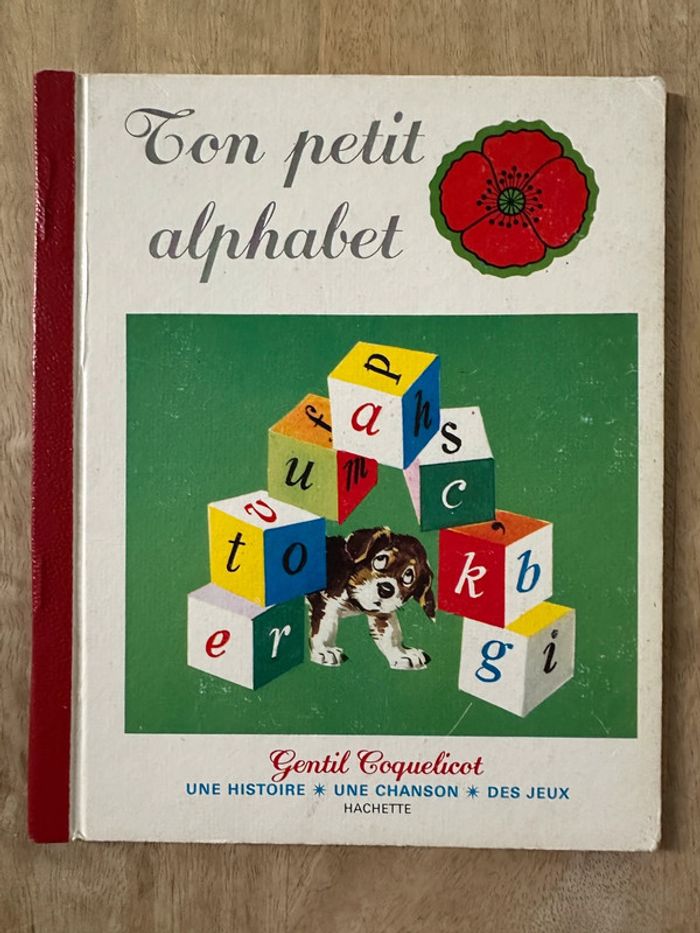 Ton petit
alphabet
p
a h
f
u m
s
c
v
t o
e r
,
k b
g i
Gentil Coquelicot
UNE HISTOIRE ✴ UNE CHANSON ✴ DES JEUX
HACHETTE